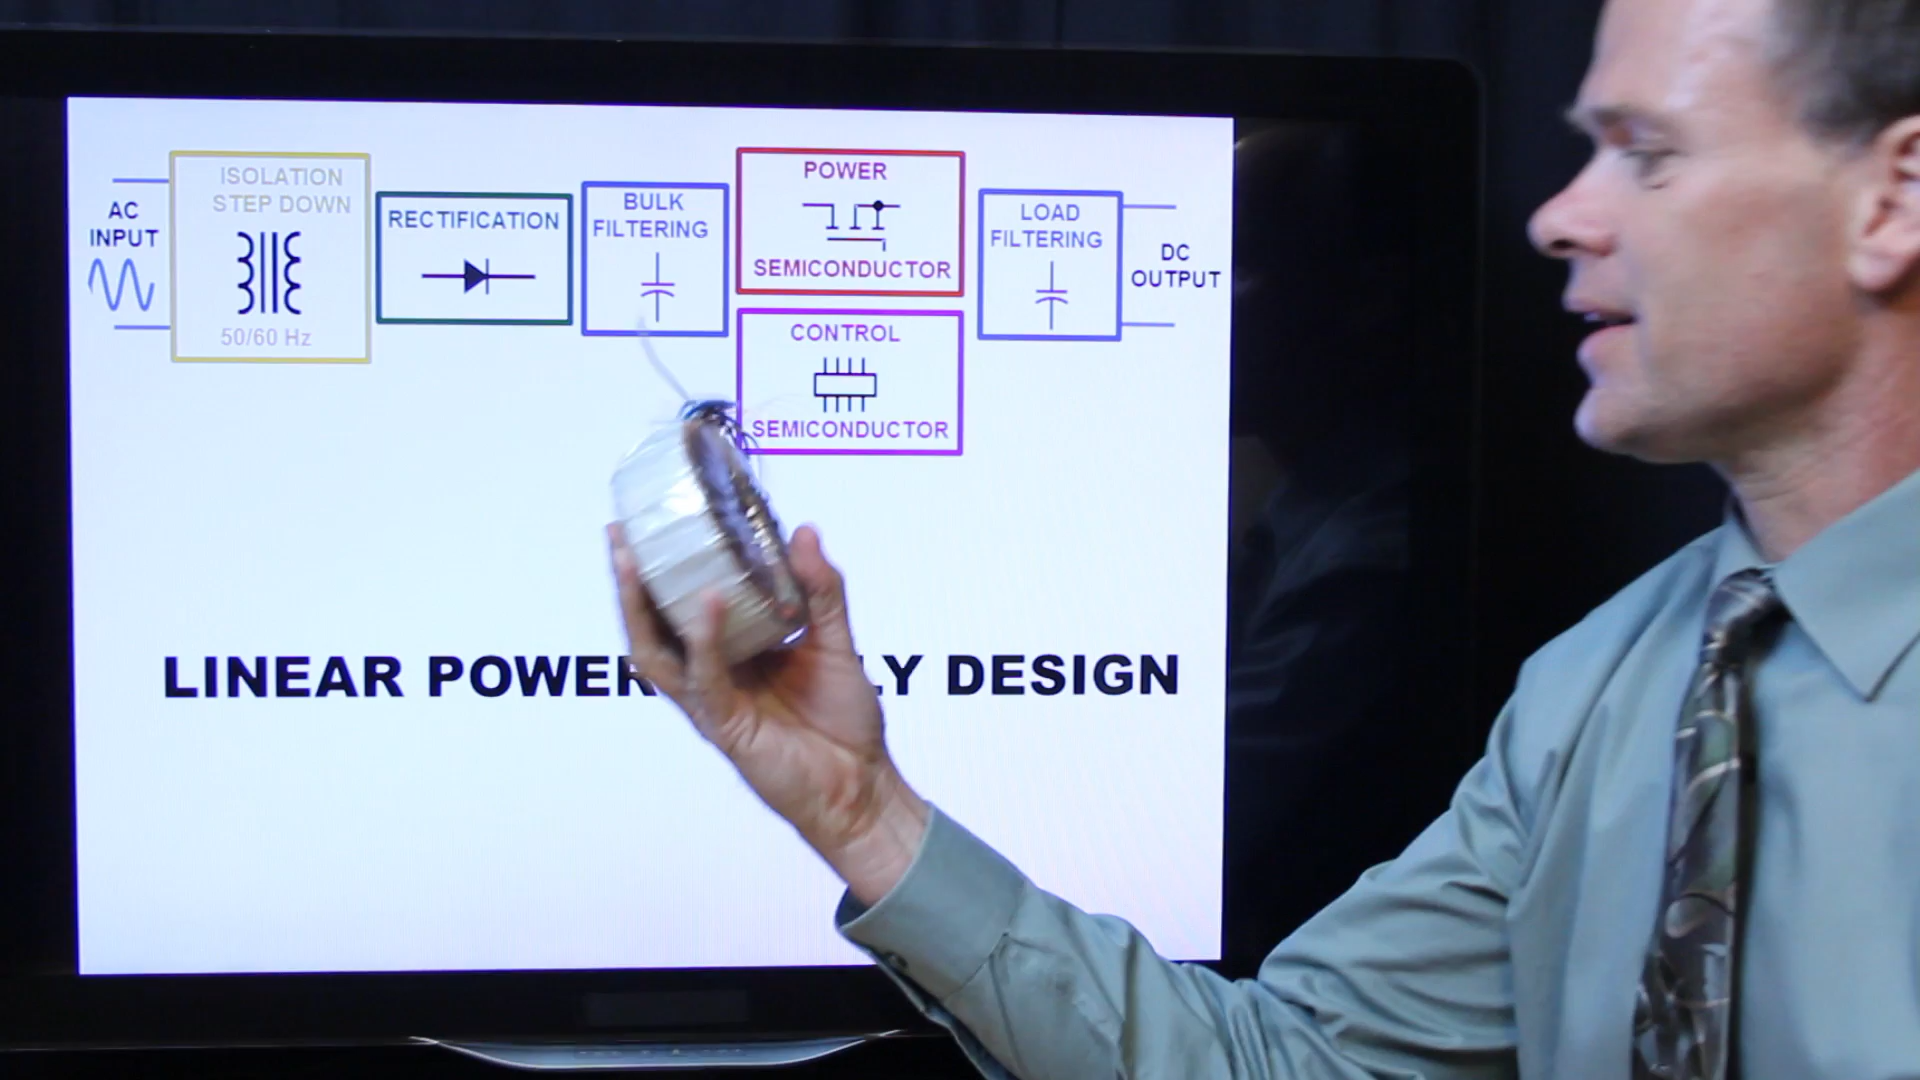 AC
INPUT
ISOLATION
STEP DOWN
50/60 Hz
RECTIFICATION
BULK
FILTERING
POWER
SEMICONDUCTOR
CONTROL
SEMICONDUCTOR
LOAD
FILTERING
DC
OUTPUT
LINEAR POWER LY DESIGN